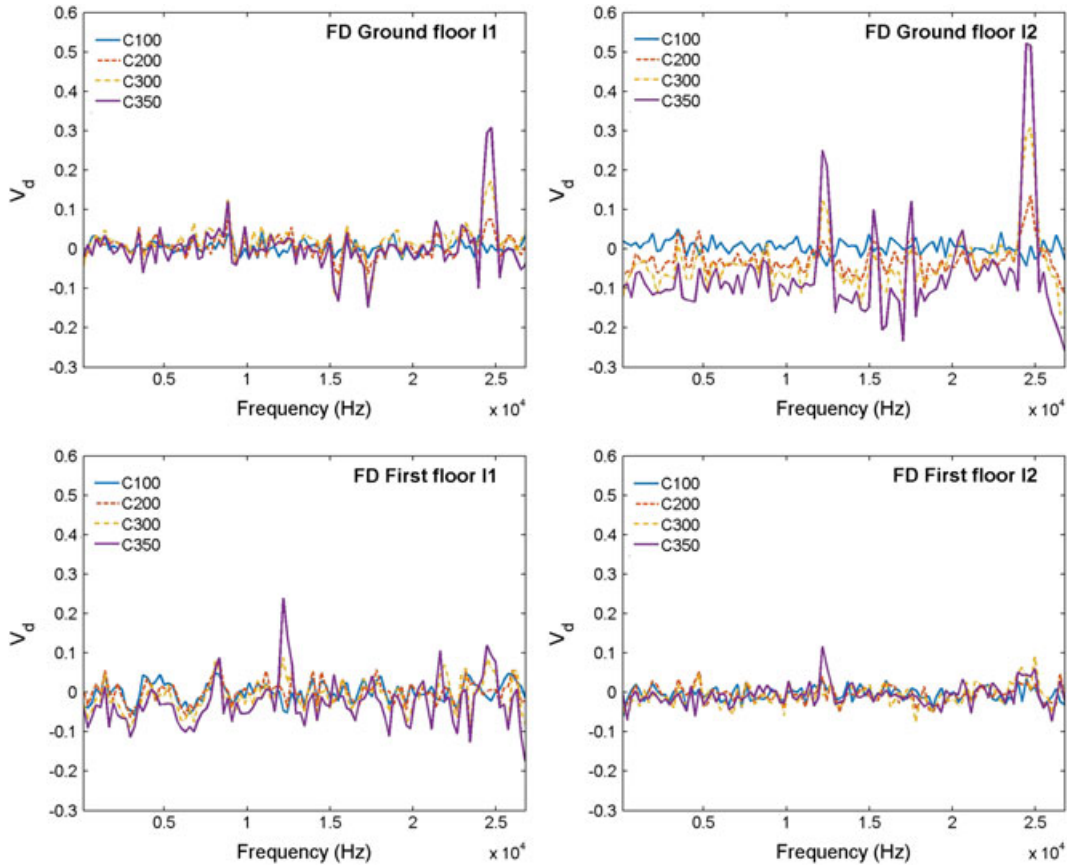 FD Ground floor I1
C100
C200
C300
C350
0.6
0.5
0.4
0.3
0.2
0.1
0
-0.1
-0.2
-0.3
V_d
0.5
1
1.5
2
2.5
Frequency (Hz)
x 10^4
FD Ground floor I2
C100
C200
C300
C350
0.6
0.5
0.4
0.3
0.2
0.1
0
-0.1
-0.2
-0.3
V_d
0.5
1
1.5
2
2.5
Frequency (Hz)
x 10^4
FD First floor I1
C100
C200
C300
C350
0.6
0.5
0.4
0.3
0.2
0.1
0
-0.1
-0.2
-0.3
V_d
0.5
1
1.5
2
2.5
Frequency (Hz)
x 10^4
FD First floor I2
C100
C200
C300
C350
0.6
0.5
0.4
0.3
0.2
0.1
0
-0.1
-0.2
-0.3
V_d
0.5
1
1.5
2
2.5
Frequency (Hz)
x 10^4